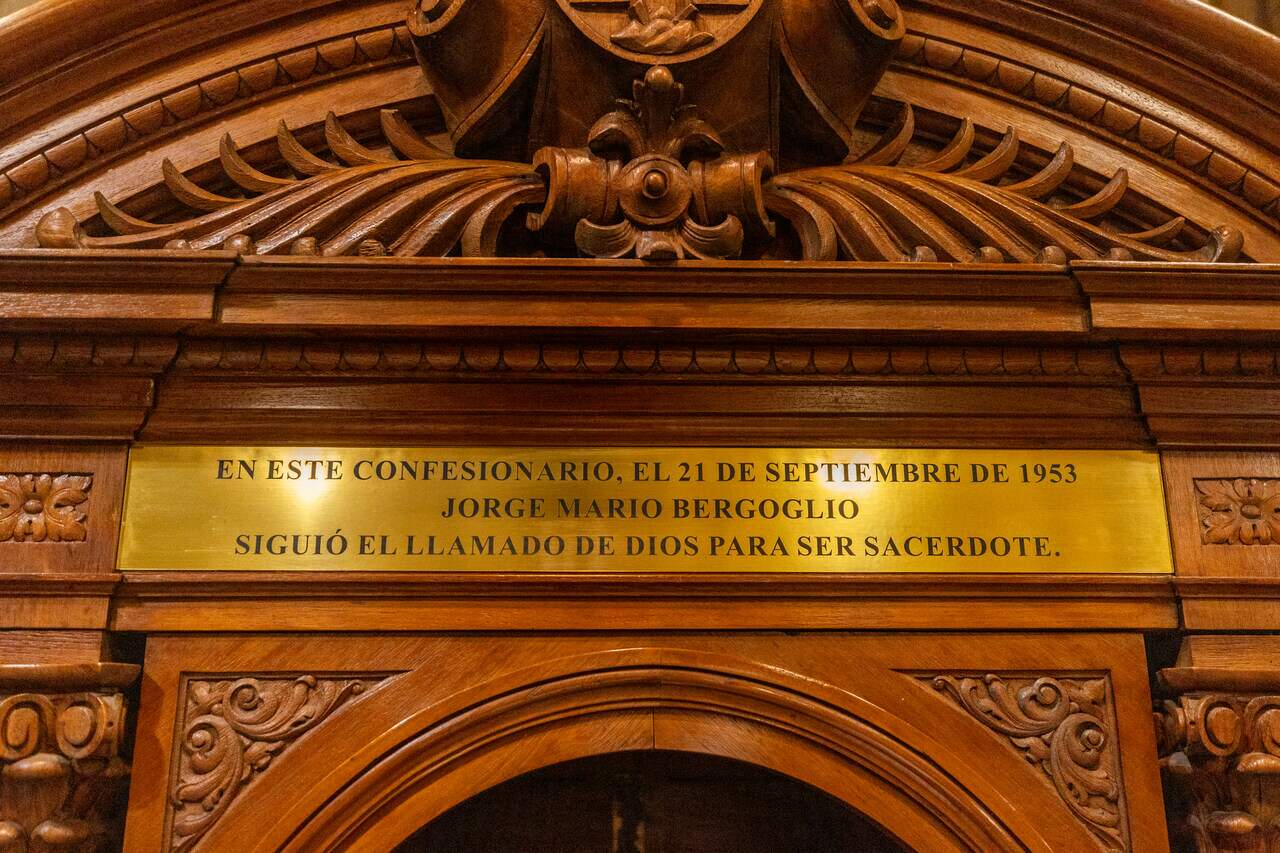 EN ESTE CONFESIONARIO, EL 21 DE SEPTIEMBRE DE 1953
JORGE MARIO BERGOGLIO
SIGUIÓ EL LLAMADO DE DIOS PARA SER SACERDOTE.